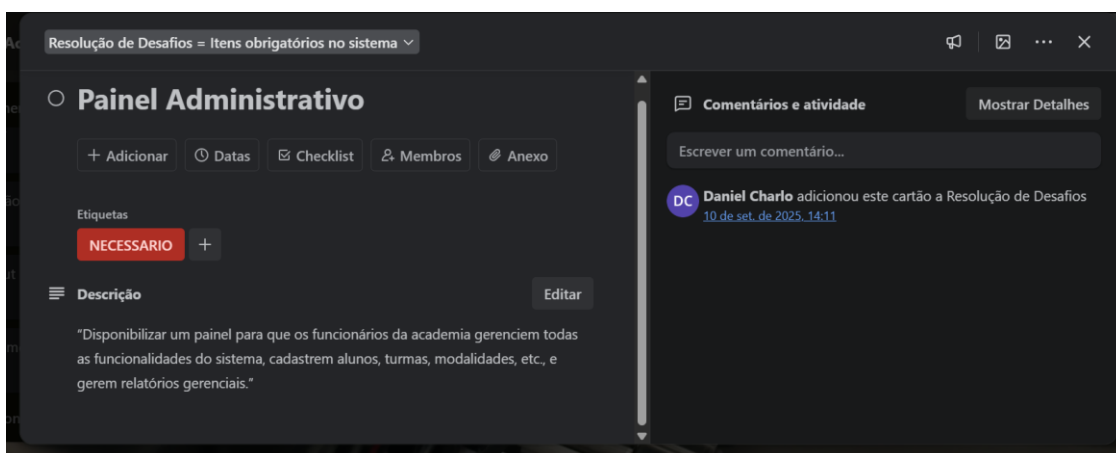 Resolução de Desafios = Itens obrigatórios no sistema
Painel Administrativo
+ Adicionar
Datas
Checklist
Membros
Anexo
Etiquetas
NECESSARIO
+
Descrição
Editar
“Disponibilizar um painel para que os funcionários da academia gerenciem todas
as funcionalidades do sistema, cadastrem alunos, turmas, modalidades, etc., e
gerem relatórios gerenciais.”
Comentários e atividade
Mostrar Detalhes
Escrever um comentário...
DC
Daniel Charlo adicionou este cartão a Resolução de Desafios
10 de set. de 2025, 14:11